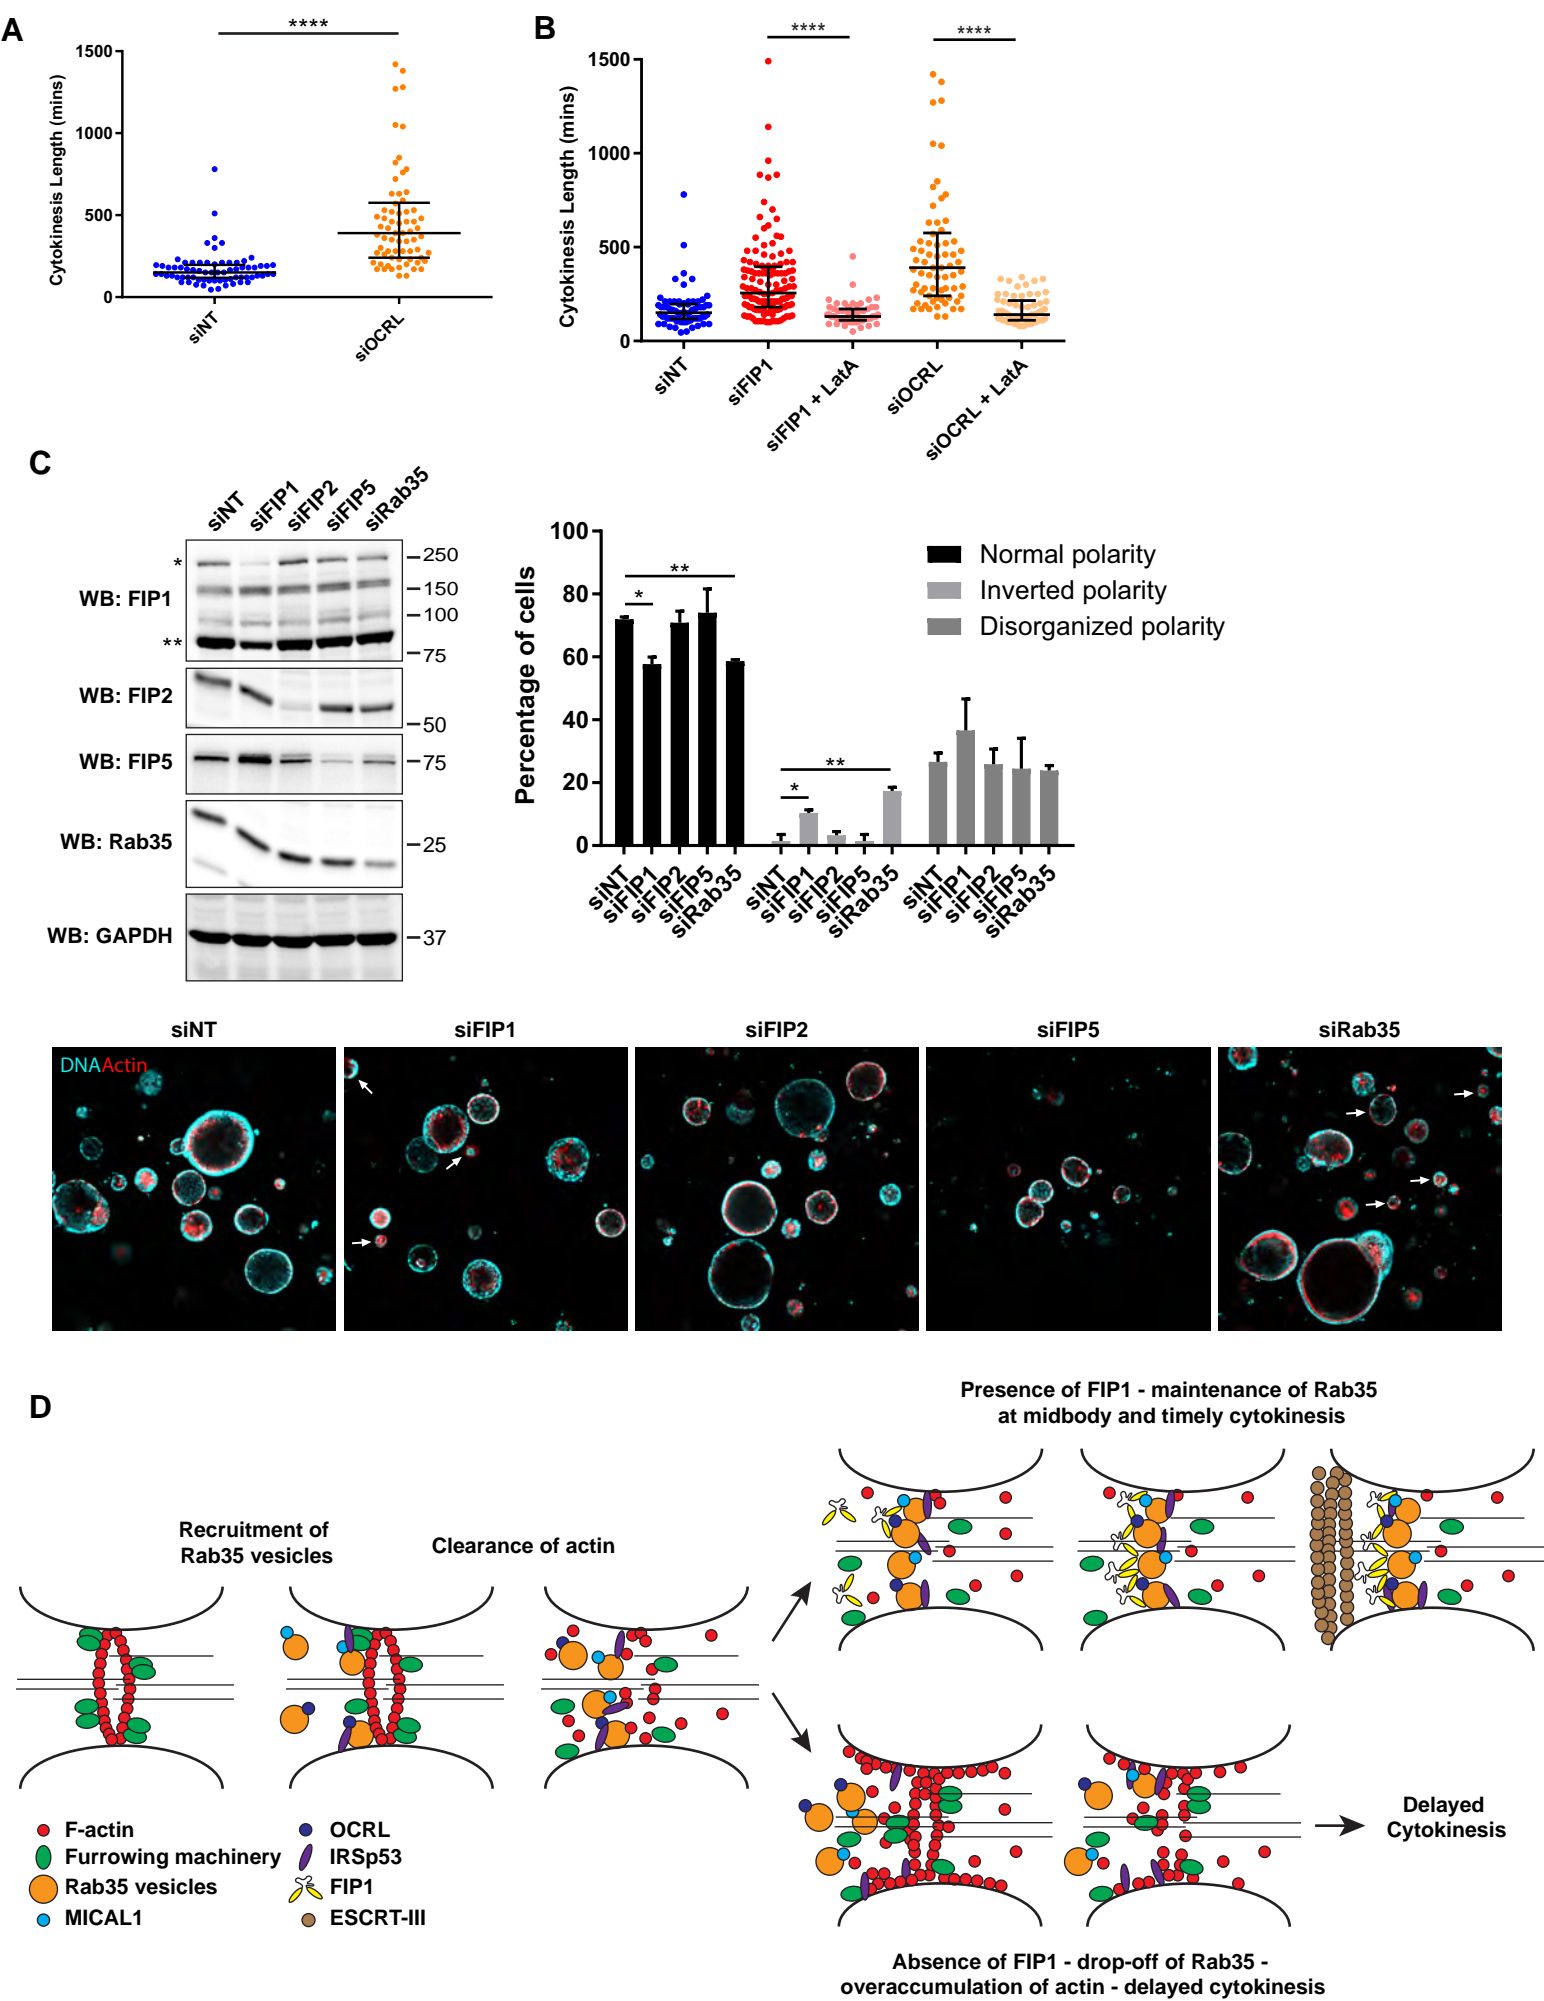 A
****
Cytokinesis Length (mins)
1500
1000
500
0
siNT
siOCRL
B
****
****
Cytokinesis Length (mins)
1500
1000
500
0
siNT
siFIP1
siFIP1 + LatA
siOCRL
siOCRL + LatA
C
siNT
siFIP1
siFIP2
siFIP5
siRab35
*
WB: FIP1
**
250
150
100
75
WB: FIP2
50
WB: FIP5
75
WB: Rab35
25
WB: GAPDH
37
Percentage of cells
100
80
60
40
20
0
**
*
**
*
Normal polarity
Inverted polarity
Disorganized polarity
siNT
siFIP1
siFIP2
siFIP5
siRab35
siNT
siFIP1
siFIP2
siFIP5
siRab35
siNT
siFIP1
siFIP2
siFIP5
siRab35
siNT
siFIP1
siFIP2
siFIP5
siRab35
DNAActin
D
Presence of FIP1 - maintenance of Rab35
at midbody and timely cytokinesis
Recruitment of
Rab35 vesicles
Clearance of actin
F-actin
Furrowing machinery
Rab35 vesicles
MICAL1
OCRL
IRSp53
FIP1
ESCRT-III
Delayed
Cytokinesis
Absence of FIP1 - drop-off of Rab35 -
overaccumulation of actin - delayed cytokinesis